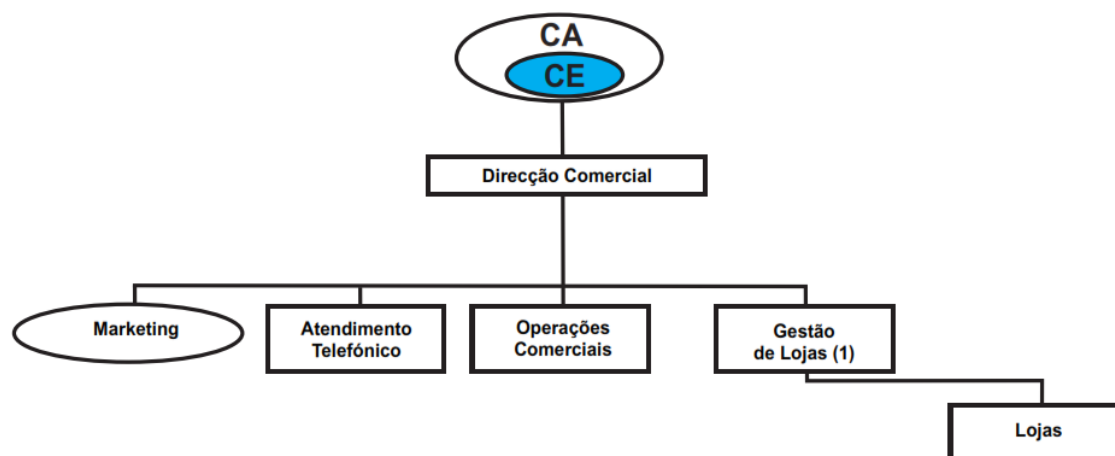 CA
CE
Direcção Comercial
Marketing
Atendimento
Telefónico
Operações
Comerciais
Gestão
de Lojas (1)
Lojas